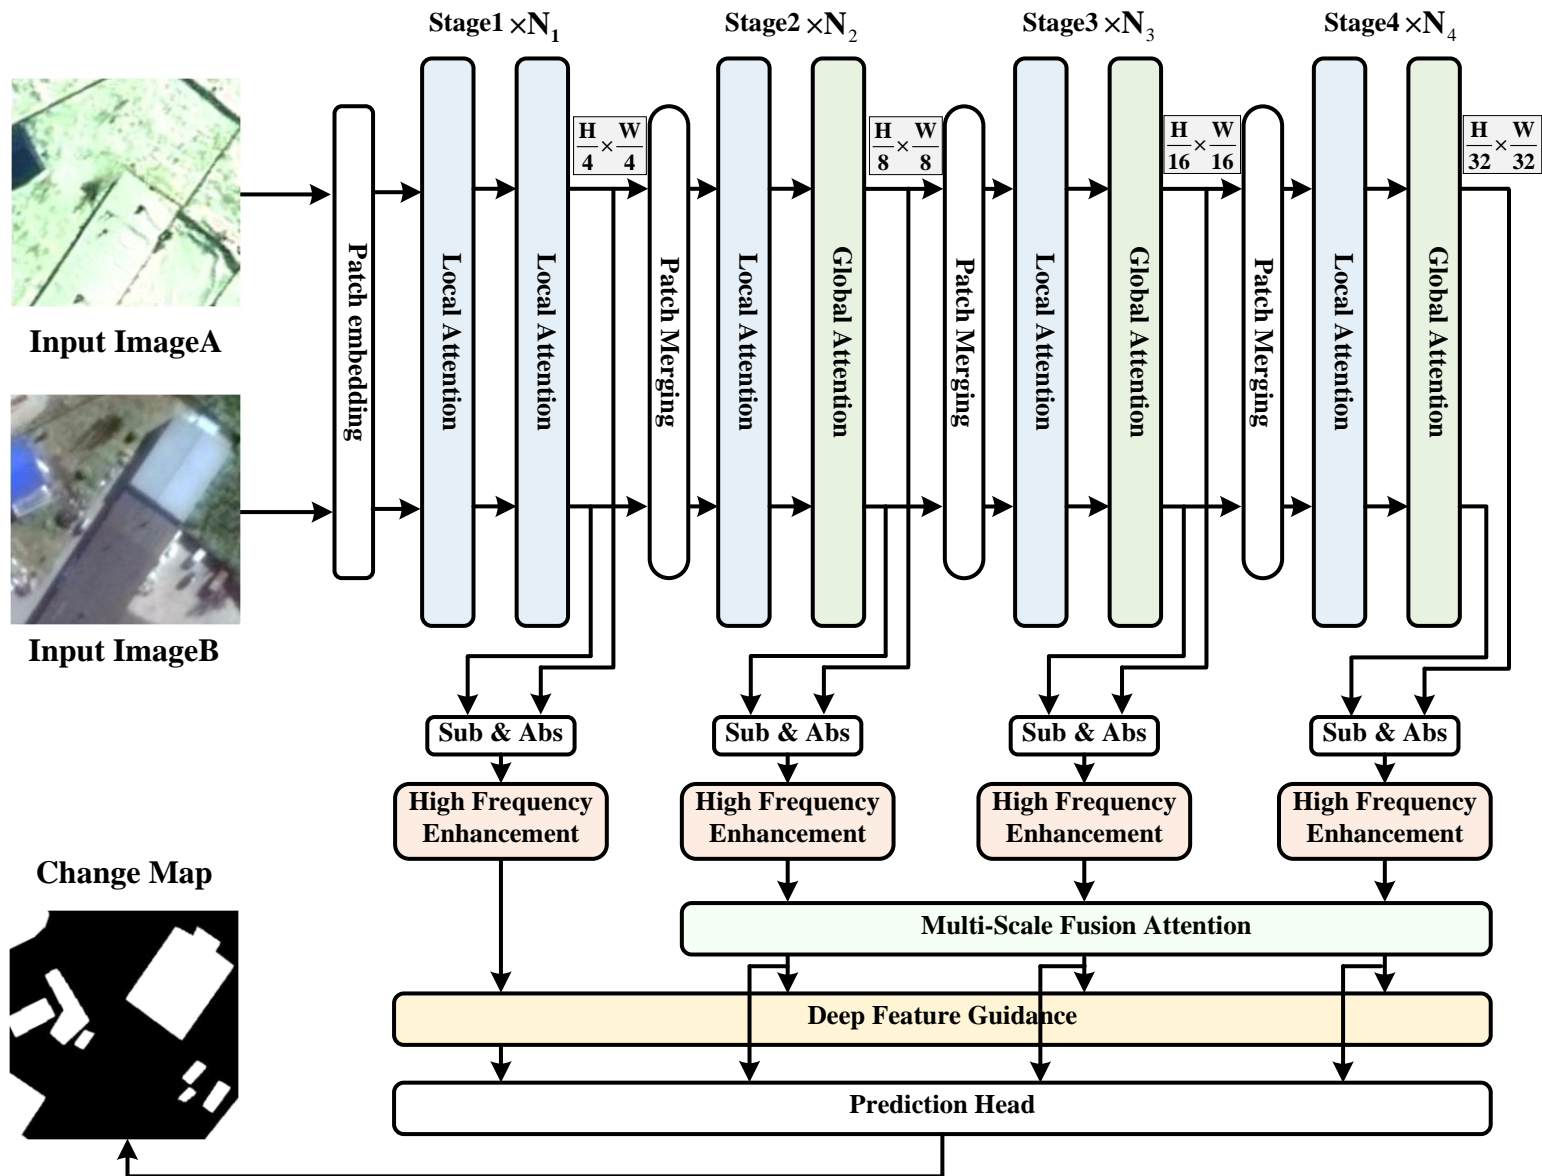 Stage1 ×N₁
Stage2 ×N₂
Stage3 ×N₃
Stage4 ×N₄
H/4 × W/4
H/8 × W/8
H/16 × W/16
H/32 × W/32
Input ImageA
Input ImageB
Patch embedding
Local Attention
Local Attention
Patch Merging
Local Attention
Global Attention
Patch Merging
Local Attention
Global Attention
Patch Merging
Local Attention
Global Attention
Sub & Abs
Sub & Abs
Sub & Abs
Sub & Abs
High Frequency
Enhancement
High Frequency
Enhancement
High Frequency
Enhancement
High Frequency
Enhancement
Change Map
Multi-Scale Fusion Attention
Deep Feature Guidance
Prediction Head